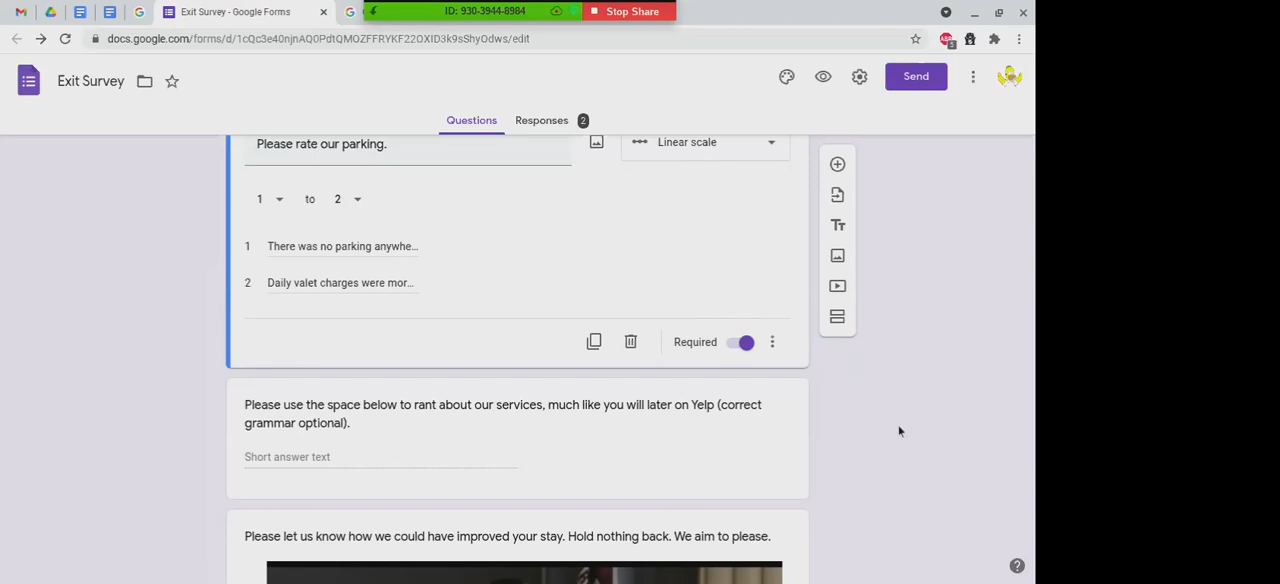 Exit Survey - Google Forms
ID: 930-3944-8984
Stop Share
docs.google.com/forms/d/1cQc3e40njnAQ0PdtQMOZFFRYKF22OXID3k9sShyOdws/edit
Exit Survey
Send
Questions
Responses 2
Please rate our parking.
Linear scale
1 to 2
1 There was no parking anywhe...
2 Daily valet charges were mor...
Required
Please use the space below to rant about our services, much like you will later on Yelp (correct
grammar optional).
Short answer text
Please let us know how we could have improved your stay. Hold nothing back. We aim to please.